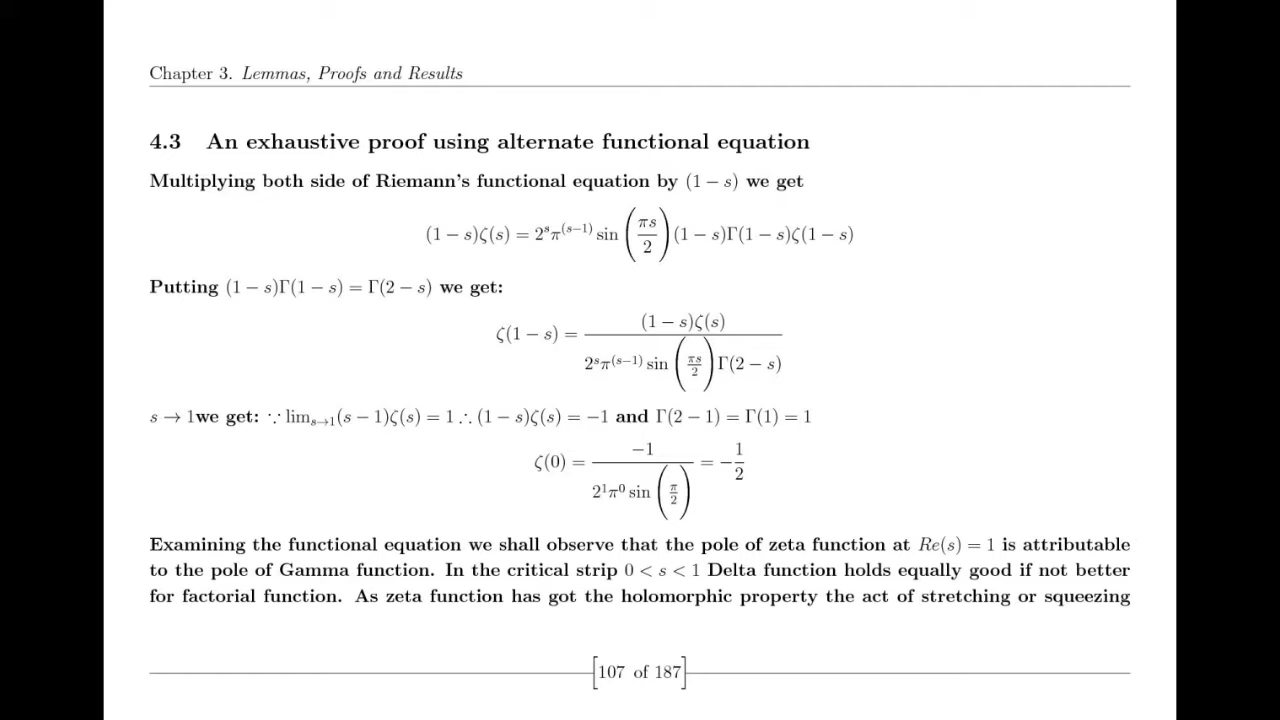 Chapter 3. Lemmas, Proofs and Results
4.3 An exhaustive proof using alternate functional equation
Multiplying both side of Riemann's functional equation by (1 − s) we get
(1 − s)ζ(s) = 2^s π^(s−1) sin (πs/2) (1 − s)Γ(1 − s)ζ(1 − s)
Putting (1 − s)Γ(1 − s) = Γ(2 − s) we get:
ζ(1 − s) = (1 − s)ζ(s) / 2^s π^(s−1) sin (πs/2) Γ(2 − s)
s → 1we get: ∵ lim_{s→1}(s − 1)ζ(s) = 1 ∴ (1 − s)ζ(s) = −1 and Γ(2 − 1) = Γ(1) = 1
ζ(0) = −1 / 2^1 π^0 sin (π/2) = − 1/2
Examining the functional equation we shall observe that the pole of zeta function at Re(s) = 1 is attributable
to the pole of Gamma function. In the critical strip 0 < s < 1 Delta function holds equally good if not better
for factorial function. As zeta function has got the holomorphic property the act of stretching or squeezing
107 of 187